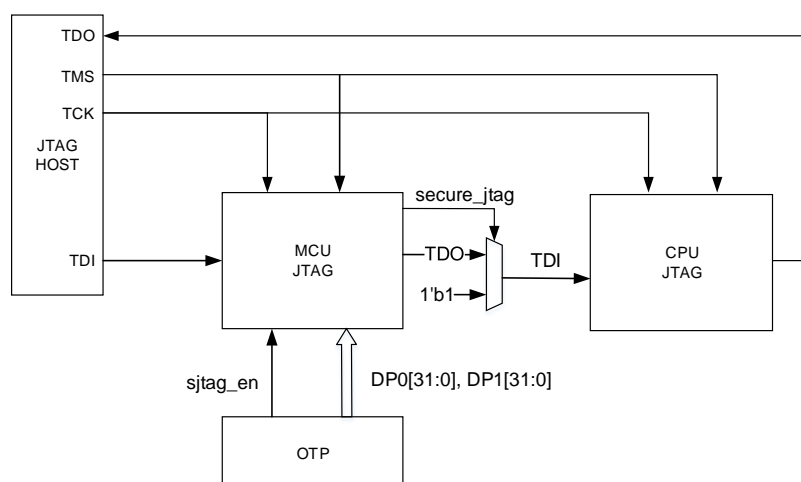 TDO
TMS
TCK
JTAG
HOST
TDI
secure_jtag
MCU
JTAG
TDO
1'b1
TDI
CPU
JTAG
sjtag_en
DP0[31:0], DP1[31:0]
OTP